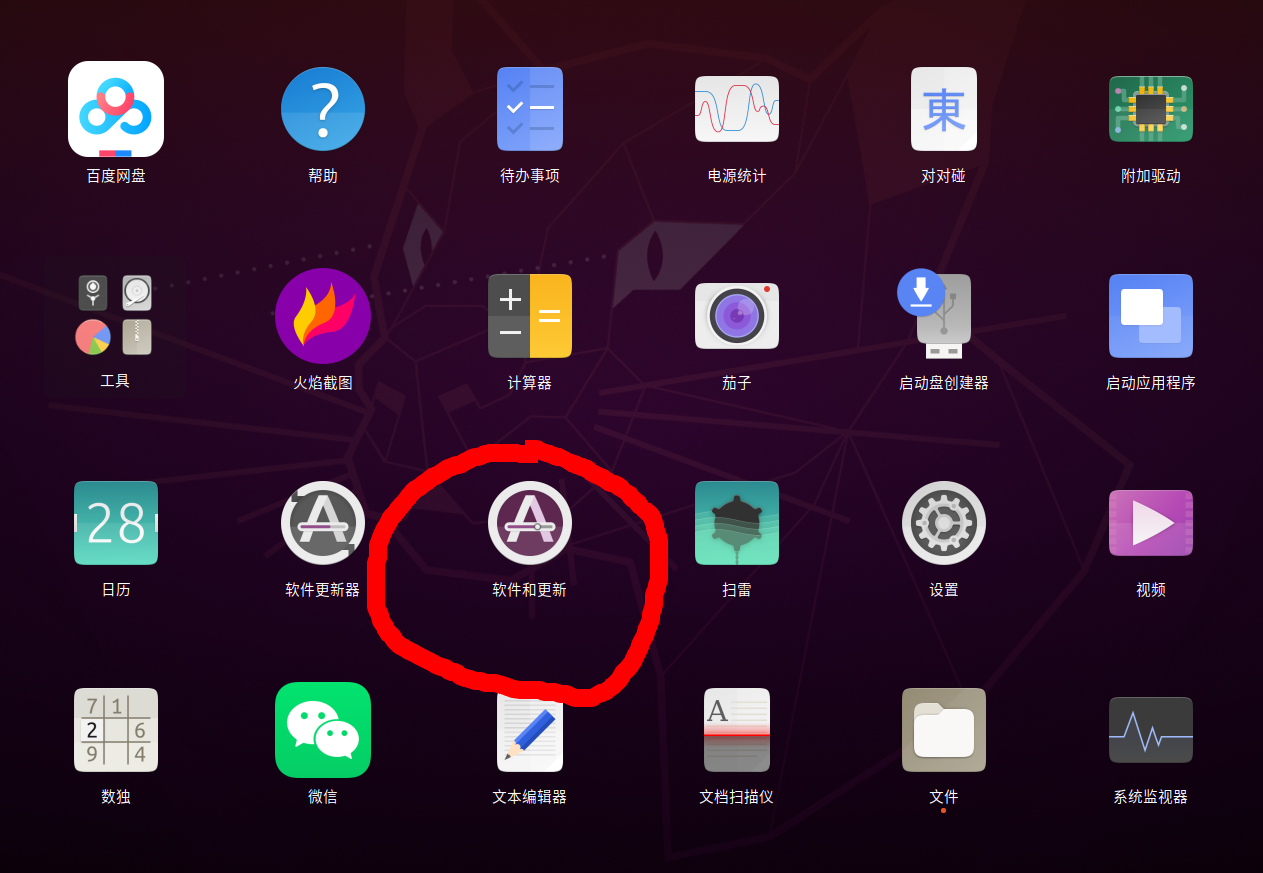 百度网盘
帮助
待办事项
电源统计
東
对对碰
附加驱动
工具
火焰截图
计算器
茄子
启动盘创建器
启动应用程序
28
日历
软件更新器
软件和更新
扫雷
设置
视频
7 1
2 6
9 4
数独
微信
文本编辑器
A
文档扫描仪
文件
系统监视器